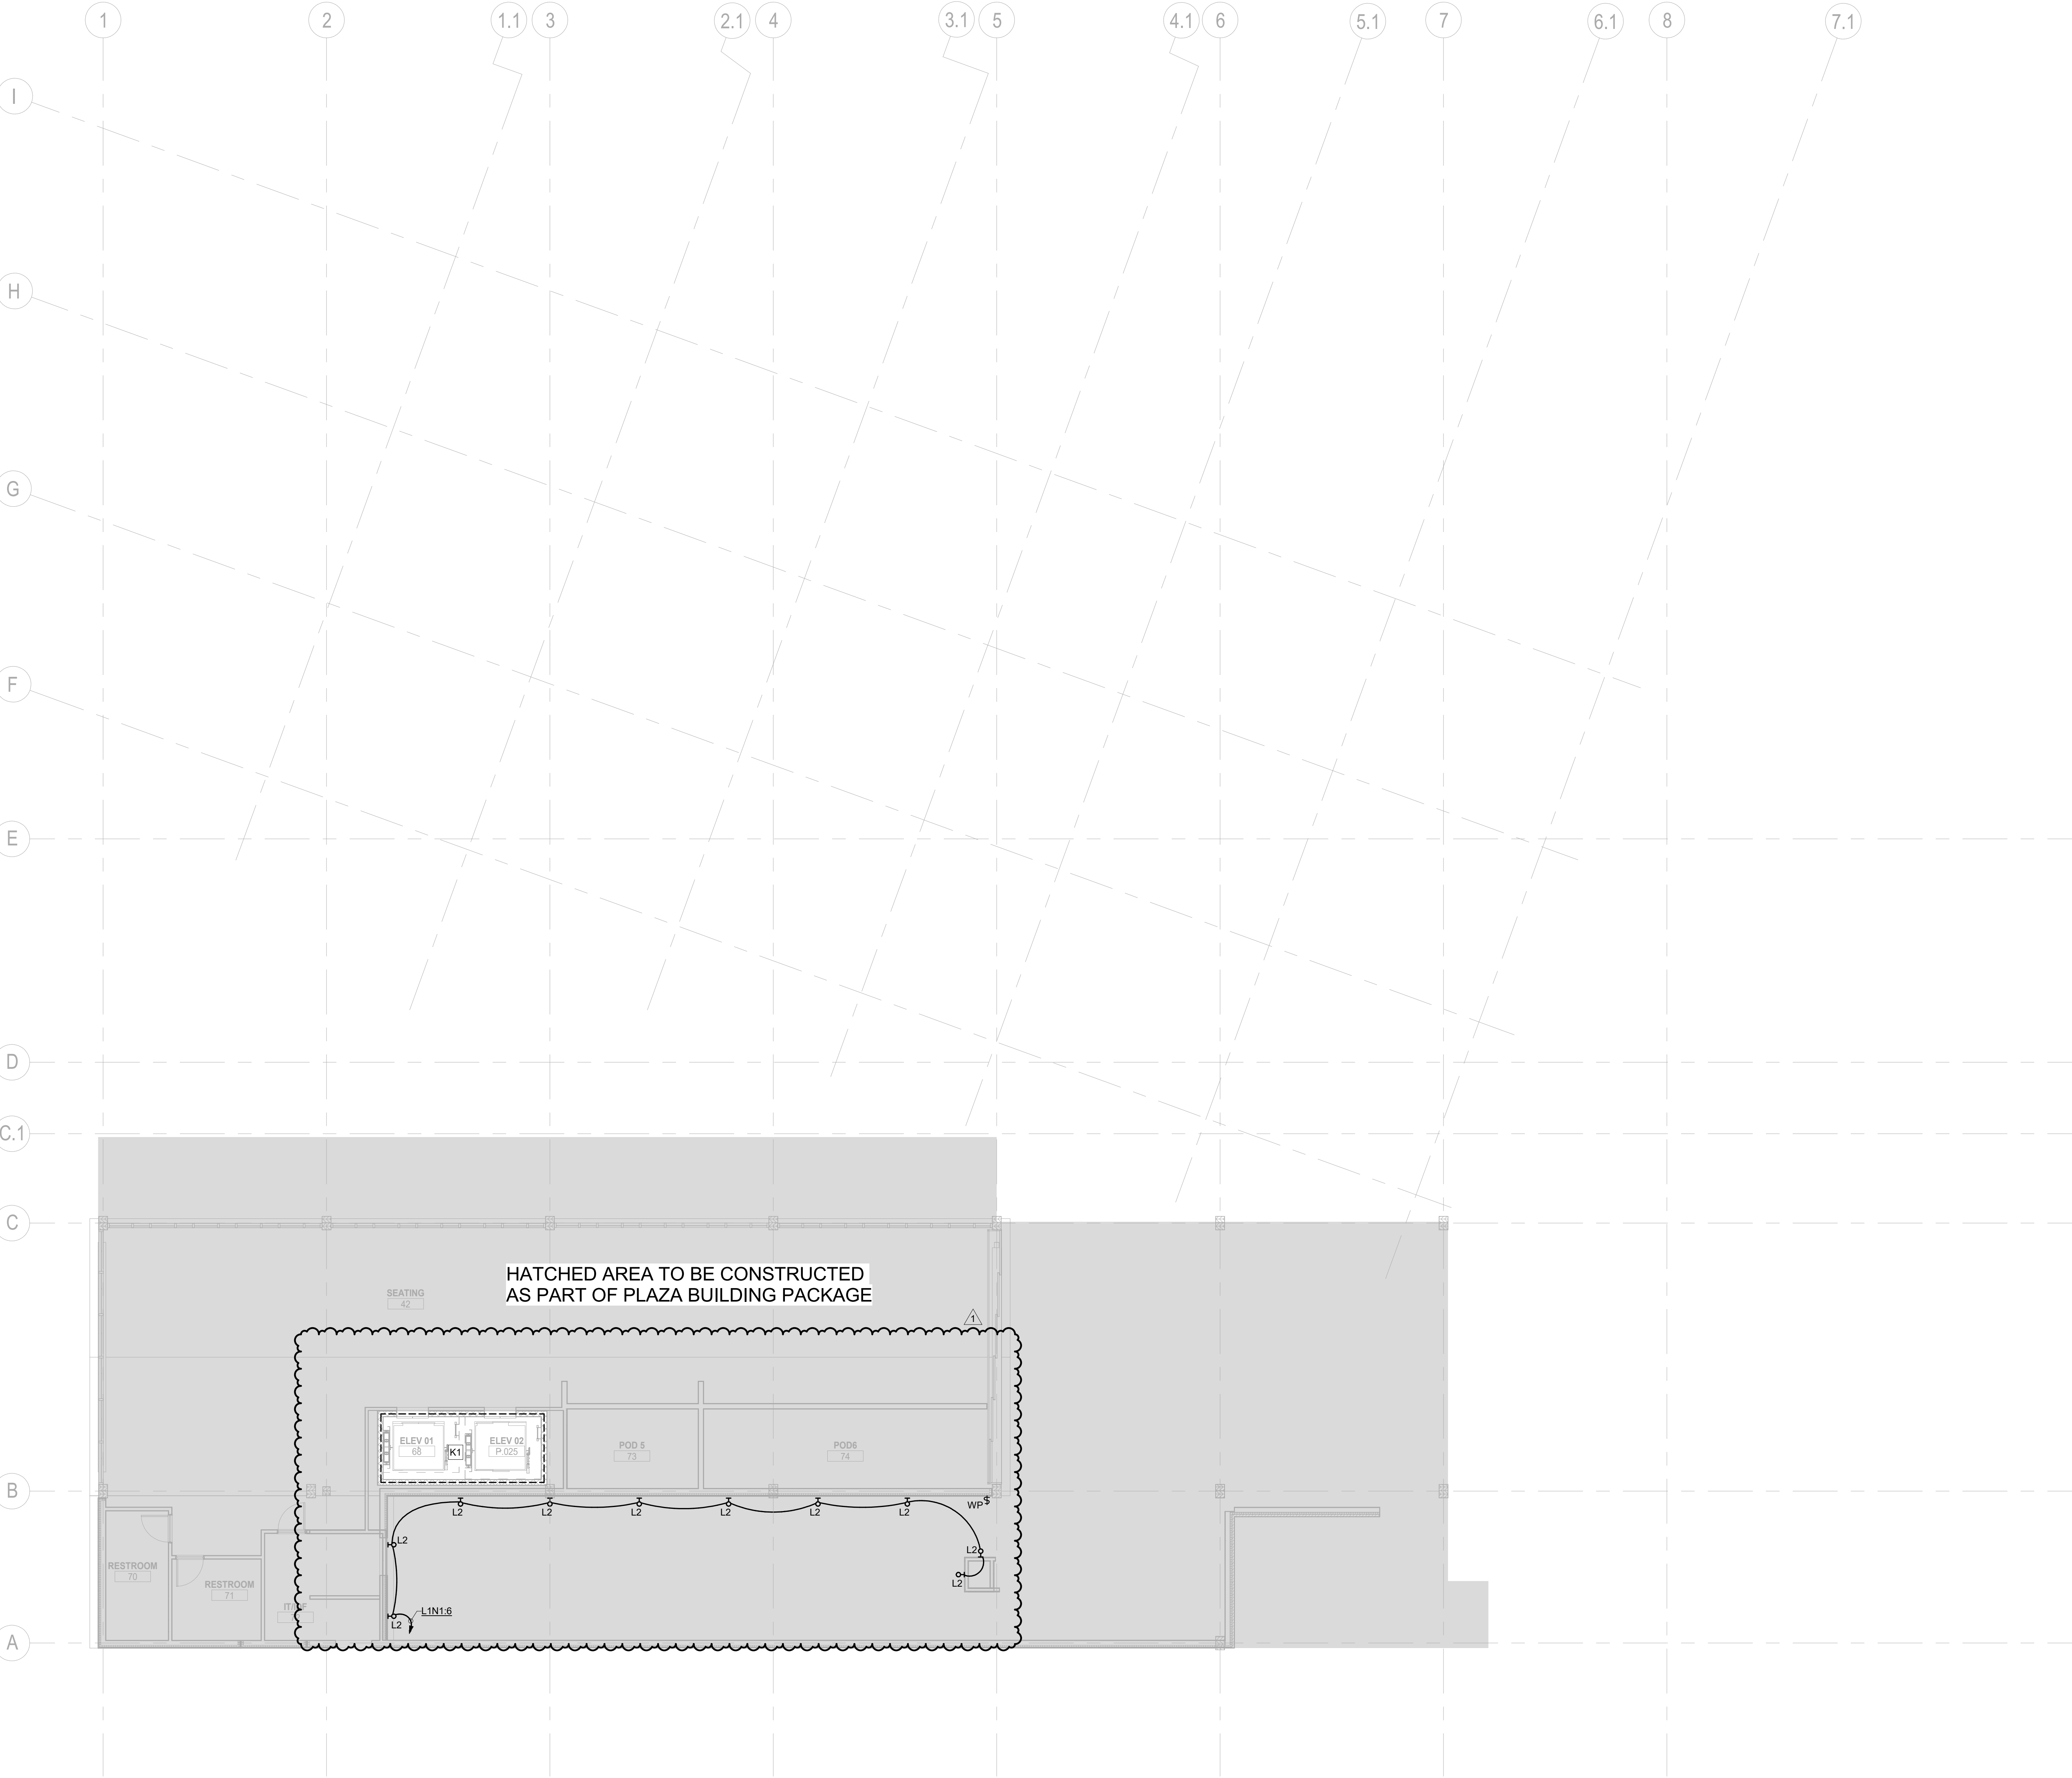 1
2
1.1
3
2.1
4
3.1
5
4.1
6
5.1
7
6.1
8
7.1
I
H
G
F
E
D
C.1
C
HATCHED AREA TO BE CONSTRUCTED
AS PART OF PLAZA BUILDING PACKAGE
SEATING
42
1
ELEV 01
68
K1
ELEV 02
P.025
POD 5
73
POD6
74
B
WP $
L2
L2
L2
L2
L2
L2
L2
L2
L2
L2
RESTROOM
70
RESTROOM
71
L1N1:6
A